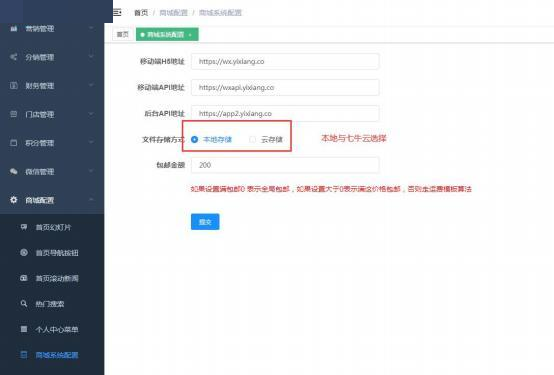 首页 / 商城配置 / 商城系统配置
首页
商城系统配置 ×
营销管理
分销管理
财务管理
门店管理
积分管理
微信管理
商城配置
首页幻灯片
首页导航按钮
首页滚动新闻
热门搜索
个人中心菜单
商城系统配置
移动端H5地址 https://wx.yixiang.co
移动端API地址 https://wxapi.yixiang.co
后台API地址 https://app2.yixiang.co
文件存储方式 本地存储 云存储 本地与七牛云选择
包邮金额 200
如果设置满包邮0 表示全局包邮，如果设置大于0表示满这价格包邮，否则走运费模板算法
提交